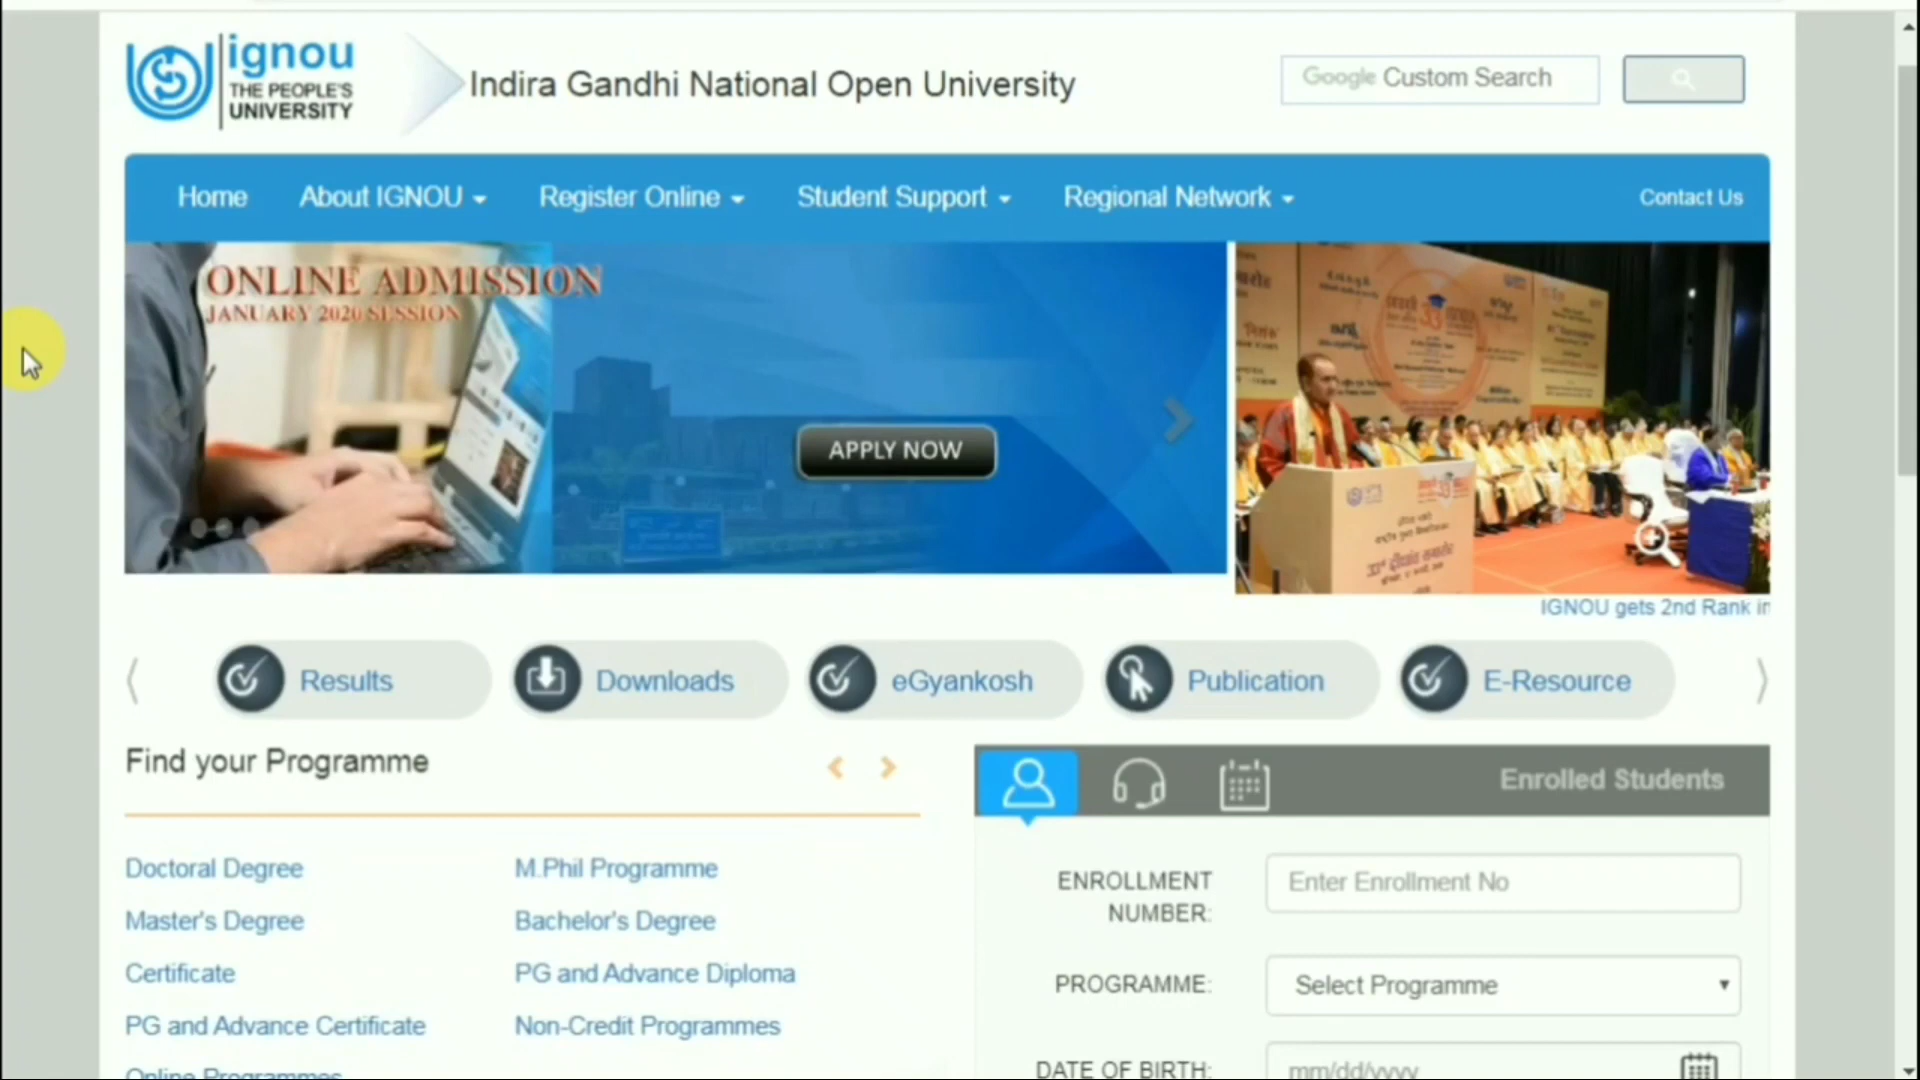 ignou
THE PEOPLE'S
UNIVERSITY
Indira Gandhi National Open University
Google Custom Search
Home
About IGNOU
Register Online
Student Support
Regional Network
Contact Us
ONLINE ADMISSION
JANUARY 2020 SESSION
APPLY NOW
33
IGNOU gets 2nd Rank in
Results
Downloads
eGyankosh
Publication
E-Resource
Find your Programme
Enrolled Students
Doctoral Degree
M.Phil Programme
Master's Degree
Bachelor's Degree
Certificate
PG and Advance Diploma
PG and Advance Certificate
Non-Credit Programmes
Online Programmes
ENROLLMENT
NUMBER:
Enter Enrollment No
PROGRAMME:
Select Programme
DATE OF BIRTH:
mm/dd/yyyy